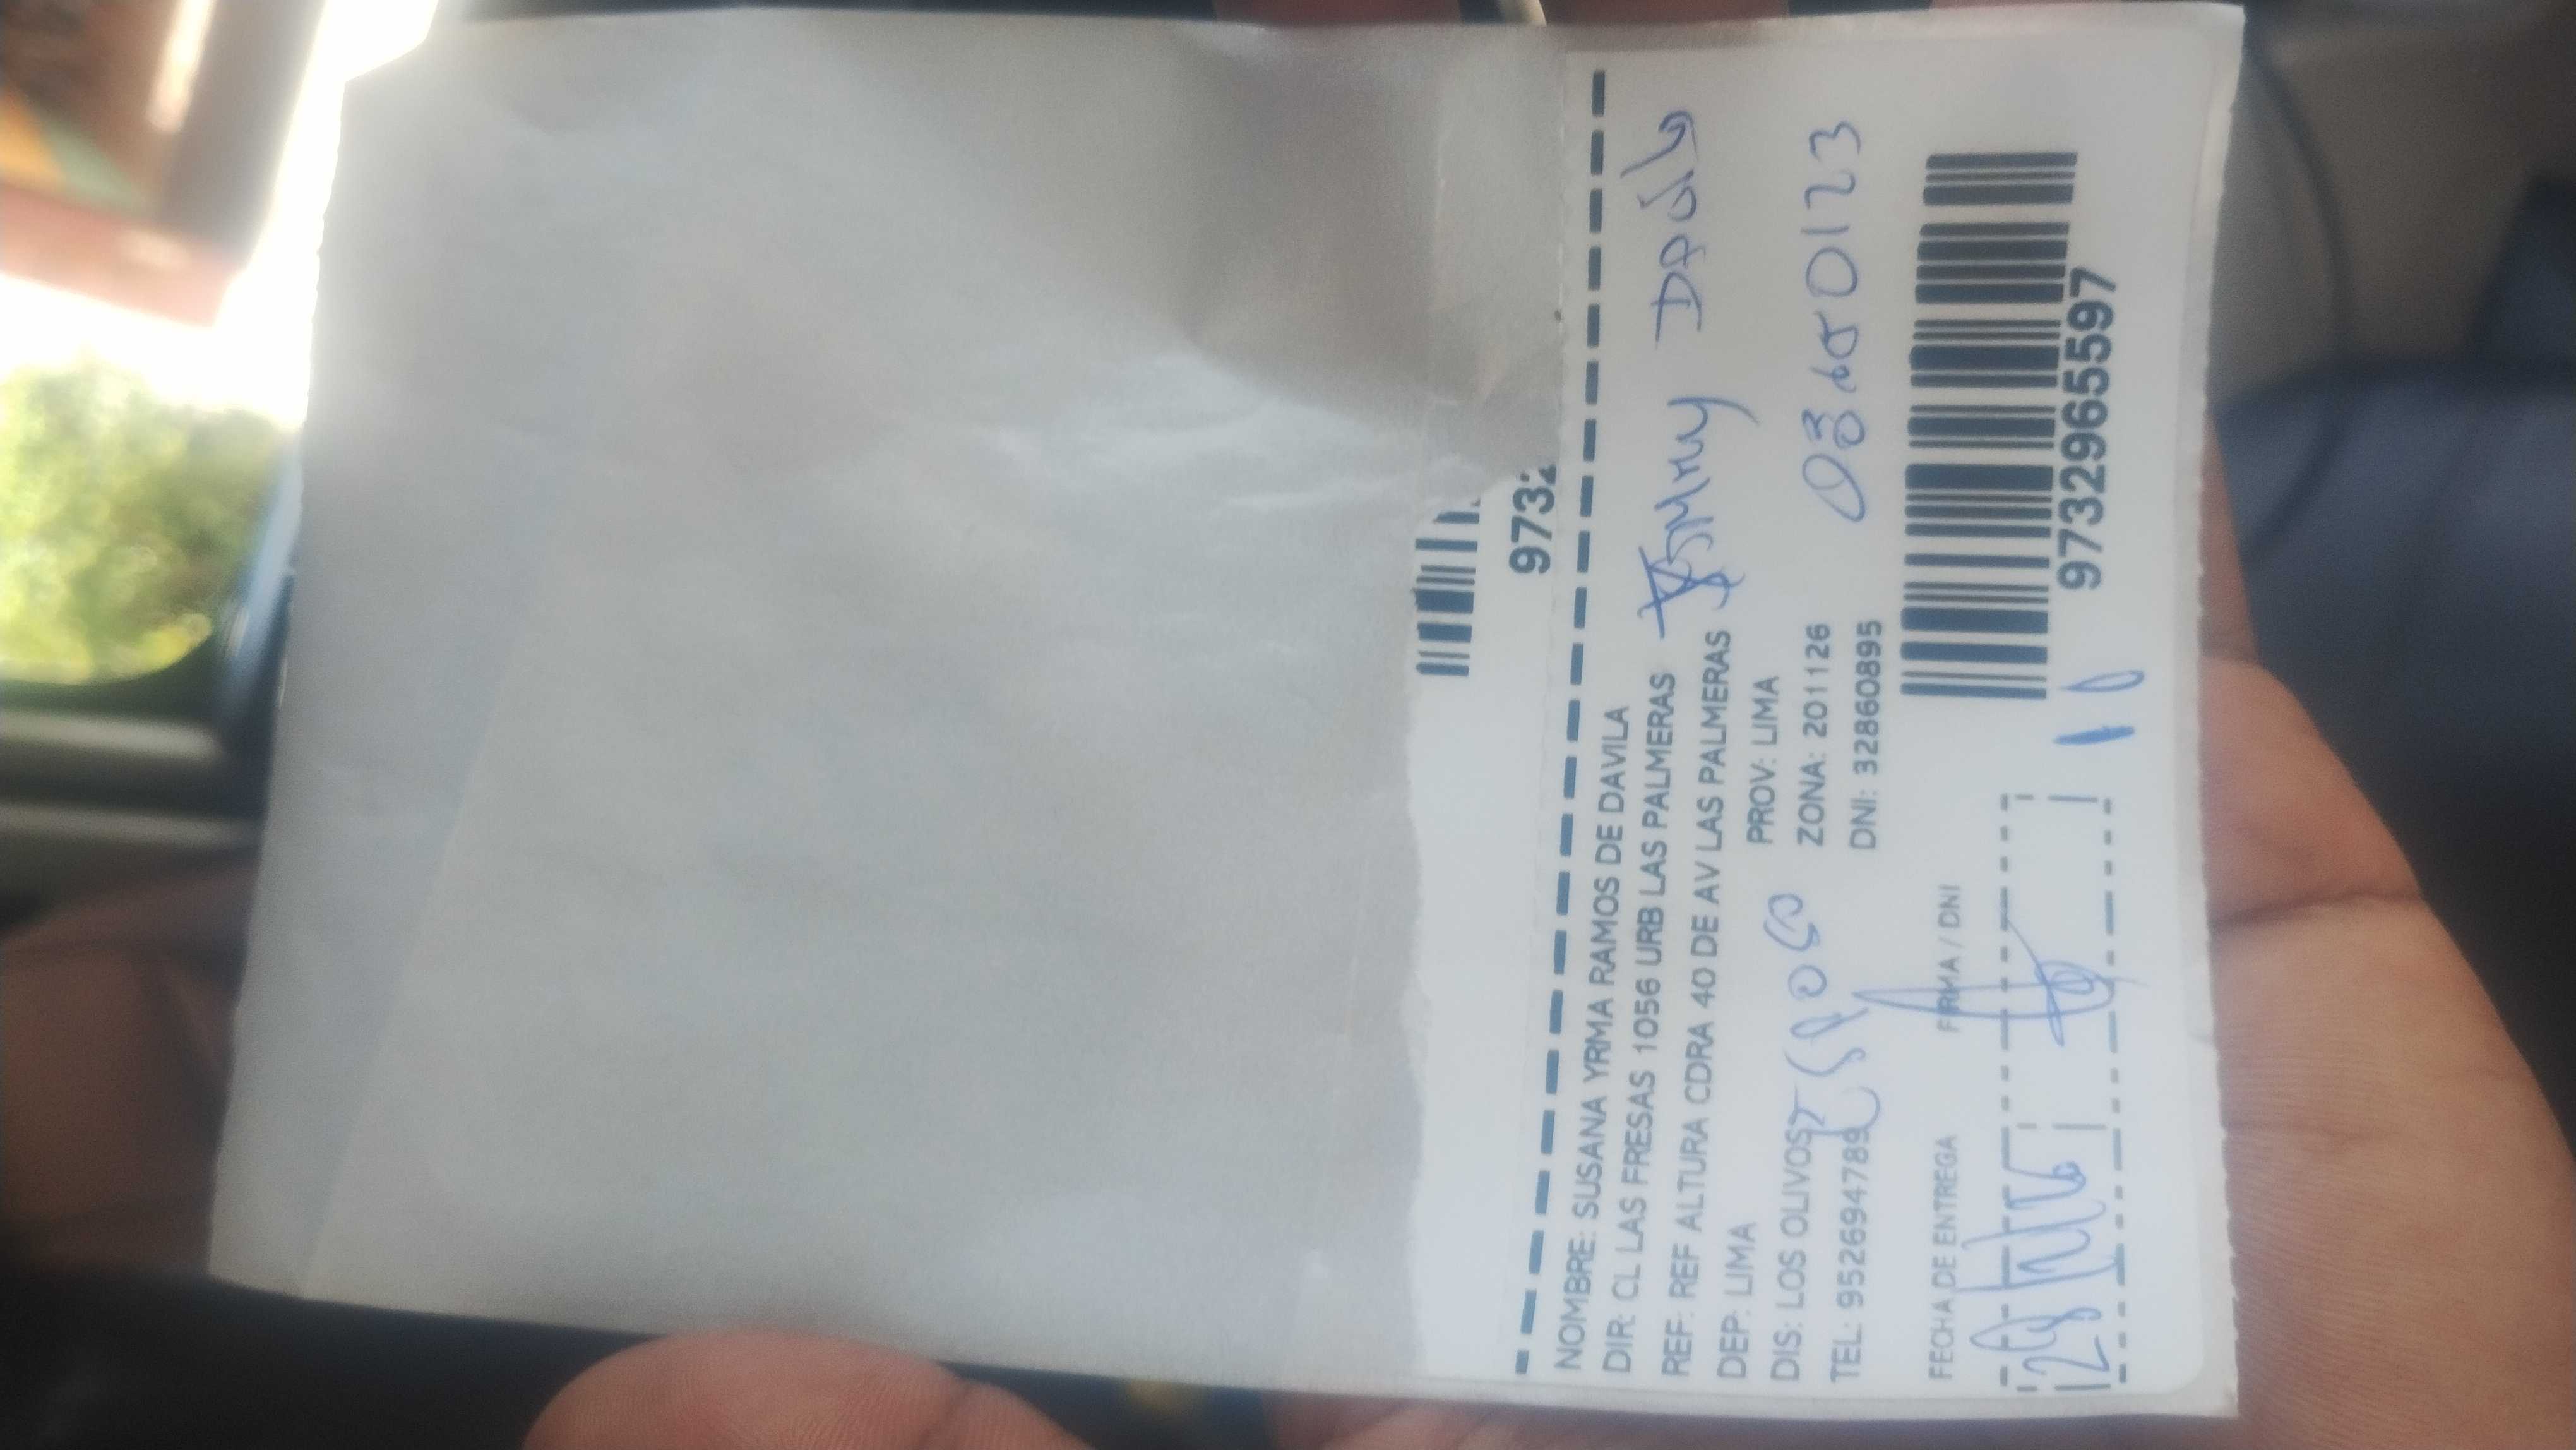 9732
NOMBRE: SUSANA YRMA RAMOS DE DAVILA
DIR: CL LAS FRESAS 1056 URB LAS PALMERAS
REF: REF ALTURA CDRA 40 DE AV LAS PALMERAS
DEP: LIMA PROV: LIMA
DIS: LOS OLIVOS ZONA: 201126
TEL: 952694789 DNI: 32860895
FECHA DE ENTREGA FIRMA / DNI
9732965597